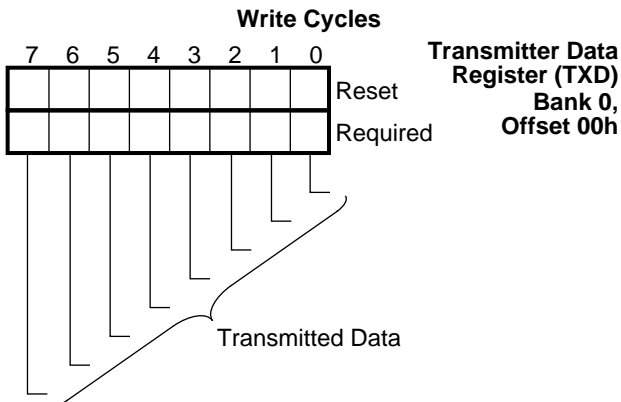 Write Cycles
7 6 5 4 3 2 1 0
Reset
Required
Transmitter Data
Register (TXD)
Bank 0,
Offset 00h
Transmitted Data